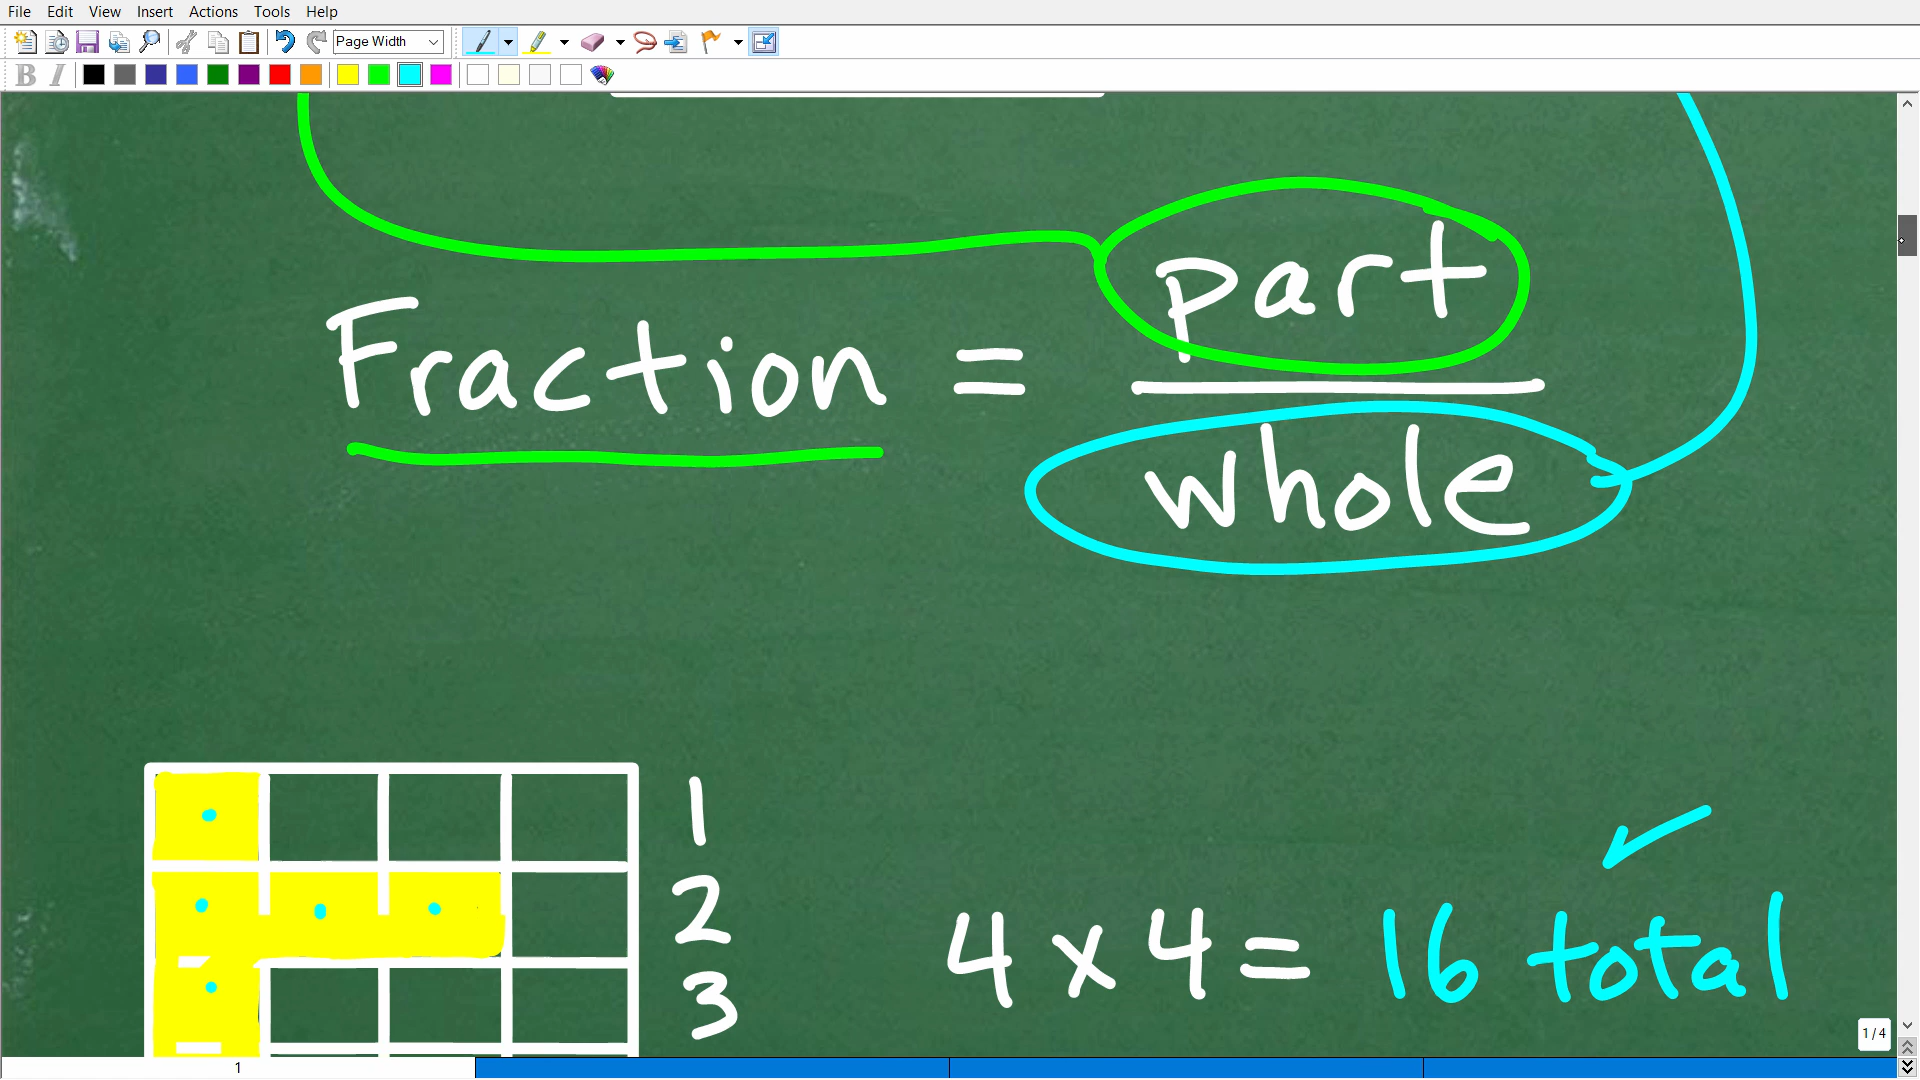 File Edit View Insert Actions Tools Help
Page Width
B I
part
Fraction =
whole
1
2
4 x 4 = 16 total
3
1 / 4
1